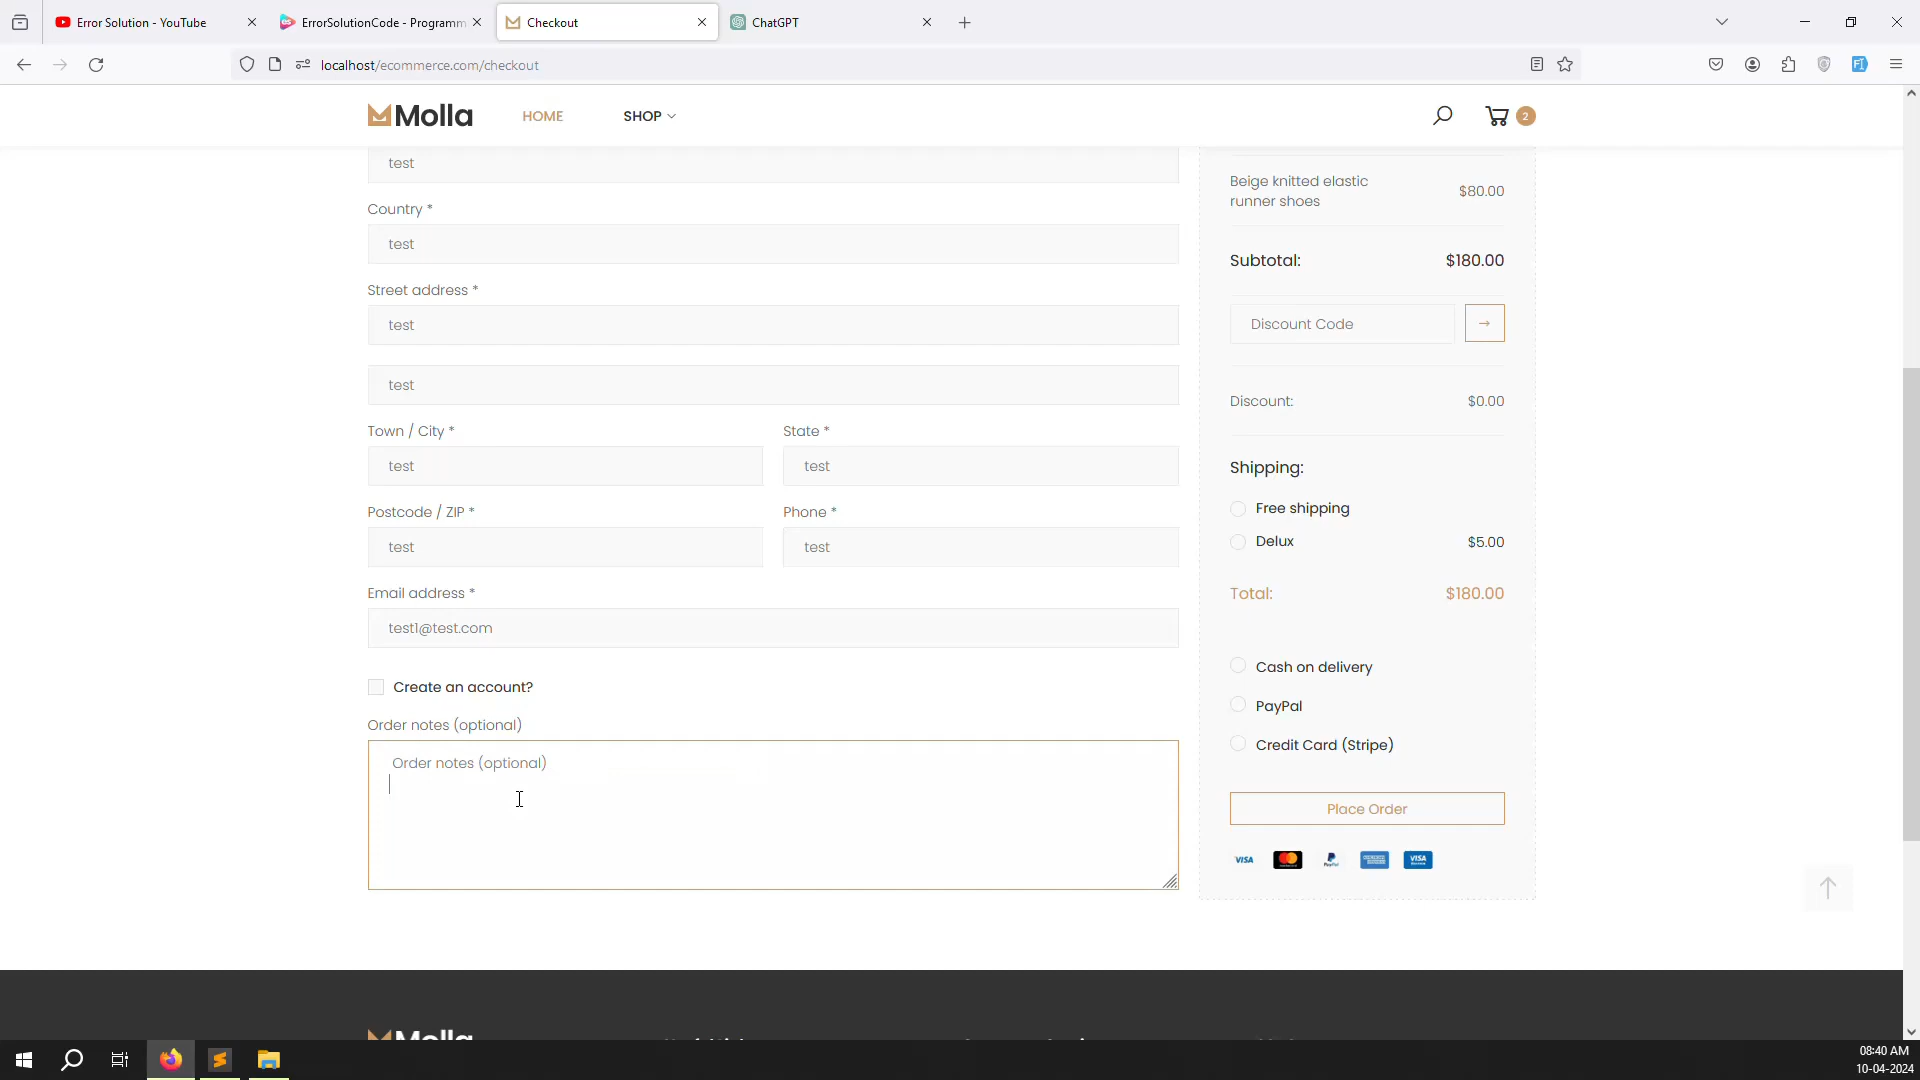 Error Solution - YouTube
ErrorSolutionCode - Programm
Checkout
ChatGPT
localhost/ecommerce.com/checkout
Molla
HOME
SHOP
2
test
Country *
test
Street address *
test
test
Town / City *
State *
test
test
Postcode / ZIP *
Phone *
test
test
Email address *
test1@test.com
Create an account?
Order notes (optional)
Order notes (optional)
Beige knitted elastic
runner shoes
$80.00
Subtotal:
$180.00
Discount Code
→
Discount:
$0.00
Shipping:
Free shipping
Delux
$5.00
Total:
$180.00
Cash on delivery
PayPal
Credit Card (Stripe)
Place Order
VISA
PayPal
VISA
Molla
08:40 AM
10-04-2024